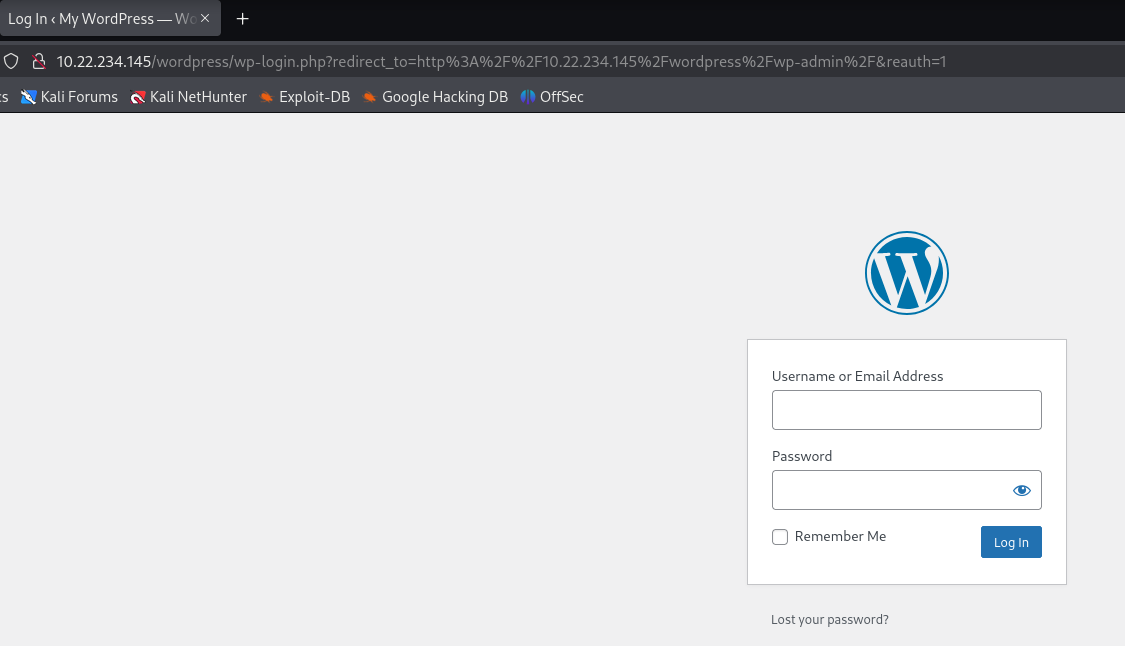 Log In ‹ My WordPress — Wo
10.22.234.145/wordpress/wp-login.php?redirect_to=http%3A%2F%2F10.22.234.145%2Fwordpress%2Fwp-admin%2F&reauth=1
ts Kali Forums Kali NetHunter Exploit-DB Google Hacking DB OffSec
Username or Email Address
Password
Remember Me Log In
Lost your password?